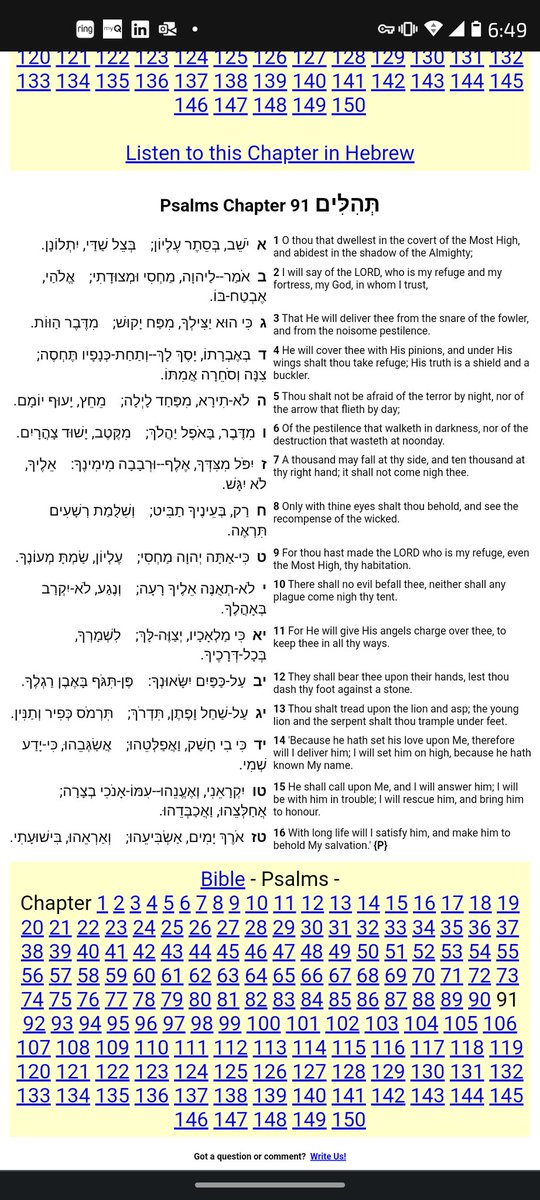 ring
myQ
in
6:49
120 121 122 123 124 125 126 127 128 129 130 131 132
133 134 135 136 137 138 139 140 141 142 143 144 145
146 147 148 149 150
Listen to this Chapter in Hebrew
Psalms Chapter 91 תְּהִלִּים
א יֹשֵׁב, בְּסֵתֶר עֶלְיוֹן; בְּצֵל שַׁדַּי, יִתְלוֹנָן.
1 O thou that dwellest in the covert of the Most High,
and abidest in the shadow of the Almighty;
ב אֹמַר--לַיהוָה, מַחְסִי וּמְצוּדָתִי; אֱלֹהַי,
אֶבְטַח-בּוֹ.
2 I will say of the LORD, who is my refuge and my
fortress, my God, in whom I trust,
ג כִּי הוּא יַצִּילְךָ, מִפַּח יָקוּשׁ; מִדֶּבֶר הַוּוֹת.
3 That He will deliver thee from the snare of the fowler,
and from the noisome pestilence.
ד בְּאֶבְרָתוֹ, יָסֶךְ לָךְ--וְתַחַת-כְּנָפָיו תֶּחְסֶה;
צִנָּה וְסֹחֵרָה אֲמִתּוֹ.
4 He will cover thee with His pinions, and under His
wings shalt thou take refuge; His truth is a shield and a
buckler.
ה לֹא-תִירָא, מִפַּחַד לָיְלָה; מֵחֵץ, יָעוּף יוֹמָם.
5 Thou shalt not be afraid of the terror by night, nor of
the arrow that flieth by day;
ו מִדֶּבֶר, בָּאֹפֶל יַהֲלֹךְ; מִקֶּטֶב, יָשׁוּד צָהֳרָיִם.
6 Of the pestilence that walketh in darkness, nor of the
destruction that wasteth at noonday.
ז יִפֹּל מִצִּדְּךָ, אֶלֶף--וּרְבָבָה מִימִינֶךָ: אֵלֶיךָ,
לֹא יִגָּשׁ.
7 A thousand may fall at thy side, and ten thousand at
thy right hand; it shall not come nigh thee.
ח רַק, בְּעֵינֶיךָ תַבִּיט; וְשִׁלֻּמַת רְשָׁעִים
תִּרְאֶה.
8 Only with thine eyes shalt thou behold, and see the
recompense of the wicked.
ט כִּי-אַתָּה יְהוָה מַחְסִי; עֶלְיוֹן, שַׂמְתָּ מְעוֹנֶךָ.
9 For thou hast made the LORD who is my refuge, even
the Most High, thy habitation.
י לֹא-תְאֻנֶּה אֵלֶיךָ רָעָה; וְנֶגַע, לֹא-יִקְרַב
בְּאָהֳלֶךָ.
10 There shall no evil befall thee, neither shall any
plague come nigh thy tent.
יא כִּי מַלְאָכָיו, יְצַוֶּה-לָּךְ; לִשְׁמָרְךָ,
בְּכָל-דְּרָכֶיךָ.
11 For He will give His angels charge over thee, to
keep thee in all thy ways.
יב עַל-כַּפַּיִם יִשָּׂאוּנְךָ: פֶּן-תִּגֹּף בָּאֶבֶן רַגְלֶךָ.
12 They shall bear thee upon their hands, lest thou
dash thy foot against a stone.
יג עַל-שַׁחַל וָפֶתֶן, תִּדְרֹךְ; תִּרְמֹס כְּפִיר וְתַנִּין.
13 Thou shalt tread upon the lion and asp; the young
lion and the serpent shalt thou trample under feet.
יד כִּי בִי חָשַׁק, וַאֲפַלְּטֵהוּ; אֲשַׂגְּבֵהוּ, כִּי-יָדַע
שְׁמִי.
14 'Because he hath set his love upon Me, therefore
will I deliver him; I will set him on high, because he hath
known My name.
טו יִקְרָאֵנִי, וְאֶעֱנֵהוּ--עִמּוֹ-אָנֹכִי בְצָרָה;
אֲחַלְּצֵהוּ, וַאֲכַבְּדֵהוּ.
15 He shall call upon Me, and I will answer him; I will
be with him in trouble; I will rescue him, and bring him
to honour.
טז אֹרֶךְ יָמִים, אַשְׂבִּיעֵהוּ; וְאַרְאֵהוּ, בִּישׁוּעָתִי.
16 With long life will I satisfy him, and make him to
behold My salvation.' {P}
Bible - Psalms -
Chapter 1 2 3 4 5 6 7 8 9 10 11 12 13 14 15 16 17 18 19
20 21 22 23 24 25 26 27 28 29 30 31 32 33 34 35 36 37
38 39 40 41 42 43 44 45 46 47 48 49 50 51 52 53 54 55
56 57 58 59 60 61 62 63 64 65 66 67 68 69 70 71 72 73
74 75 76 77 78 79 80 81 82 83 84 85 86 87 88 89 90 91
92 93 94 95 96 97 98 99 100 101 102 103 104 105 106
107 108 109 110 111 112 113 114 115 116 117 118 119
120 121 122 123 124 125 126 127 128 129 130 131 132
133 134 135 136 137 138 139 140 141 142 143 144 145
146 147 148 149 150
Got a question or comment? Write Us!